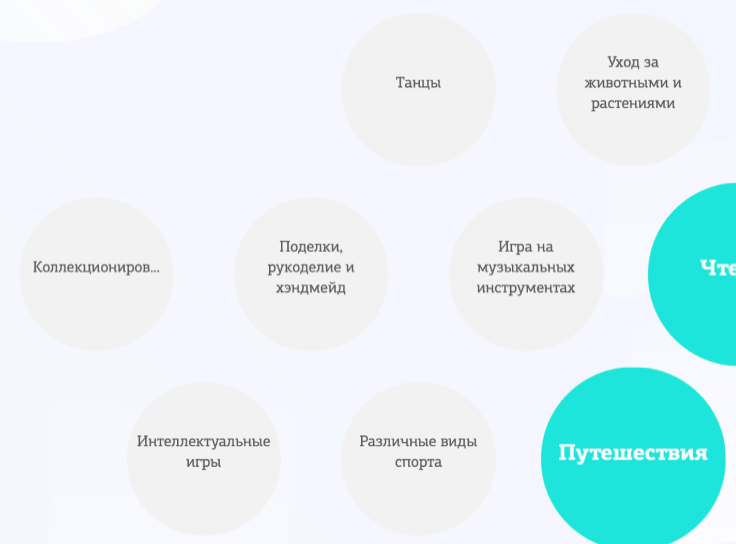 Танцы
Уход за
животными и
растениями
Коллекциониров...
Поделки,
рукоделие и
хэндмейд
Игра на
музыкальных
инструментах
Чте
Интеллектуальные
игры
Различные виды
спорта
Путешествия